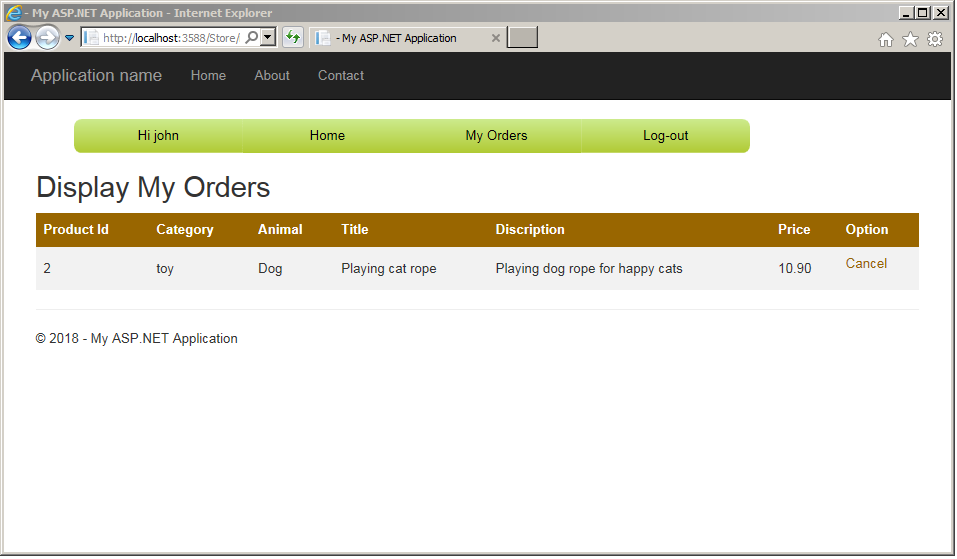 - My ASP.NET Application - Internet Explorer
http://localhost:3588/Store/
- My ASP.NET Application
Application name Home About Contact
Hi john Home My Orders Log-out
Display My Orders
Product Id Category Animal Title Discription Price Option
2 toy Dog Playing cat rope Playing dog rope for happy cats 10.90 Cancel
© 2018 - My ASP.NET Application